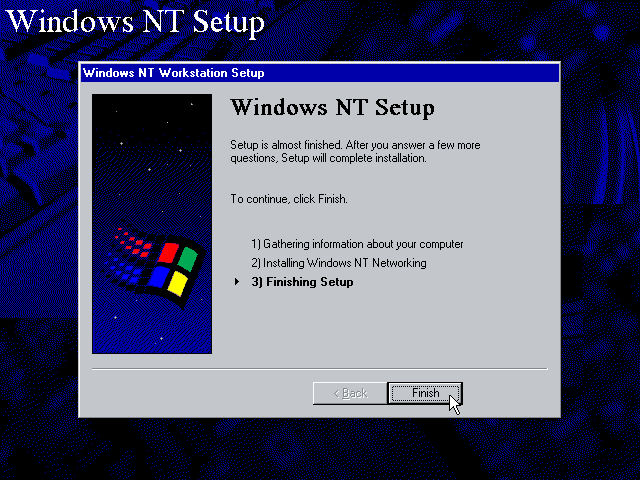 Windows NT Setup
Windows NT Workstation Setup
Windows NT Setup
Setup is almost finished. After you answer a few more
questions, Setup will complete installation.
To continue, click Finish.
1) Gathering information about your computer
2) Installing Windows NT Networking
3) Finishing Setup
< Back
Finish